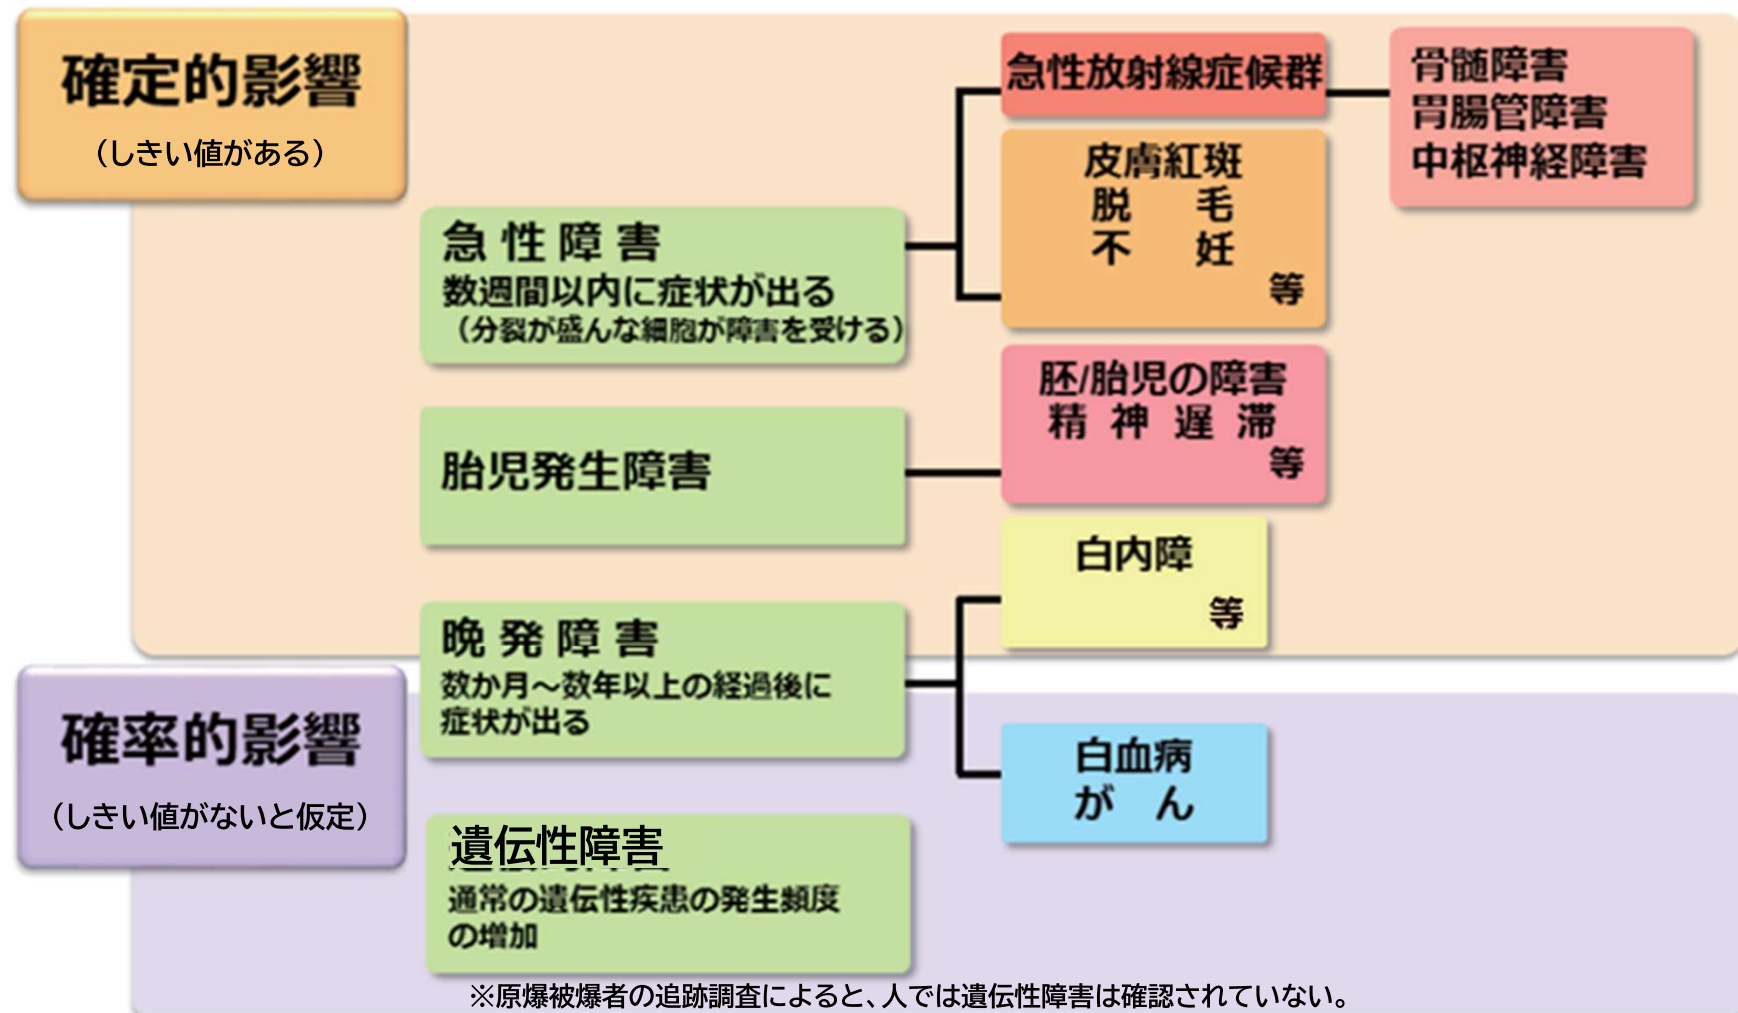 確定的影響
（しきい値がある）
急性障害
数週間以内に症状が出る
（分裂が盛んな細胞が障害を受ける）
急性放射線症候群
骨髄障害
胃腸管障害
中枢神経障害
皮膚紅斑
脱毛
不妊
等
胎児発生障害
胚/胎児の障害
精神遅滞
等
晩発障害
数か月～数年以上の経過後に
症状が出る
白内障
等
確率的影響
（しきい値がないと仮定）
白血病
がん
遺伝性障害
通常の遺伝性疾患の発生頻度
の増加
※原爆被爆者の追跡調査によると、人では遺伝性障害は確認されていない。